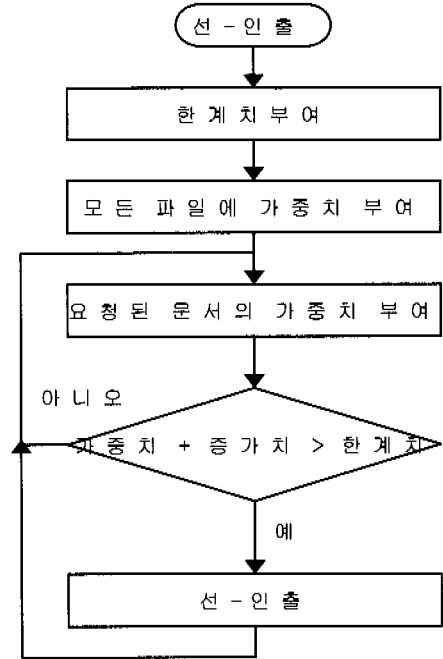 선 - 인 출
한 계 치 부 여
모 든 파 일 에 가 중 치 부 여
요 청 된 문 서 의 가 중 치 부 여
아 니 오
가 중 치 + 증 가 치 > 한 계 치
예
선 - 인 출